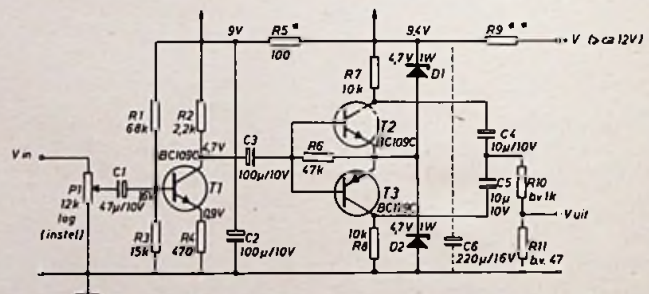 9V
R5*
100
9,4V
R9**
V (>ca 12V)
R1
68k
R2
2,2k
R7
10k
4,7V 1W
D1
4,7V
BC109C
C3
100µ/10V
R6
47k
T2
BC109C
C4
10µ/10V
Vin
C1
47µ/10V
T1
T3
C5
10µ
10V
R10
b.v. 1k
P1
12k
log
(instel)
0,9V
Vuit
R3
15k
R4
470
C2
100µ/10V
10k
R8
4,7V 1W
D2
C6
220µ/16V
R11
b.v. 47